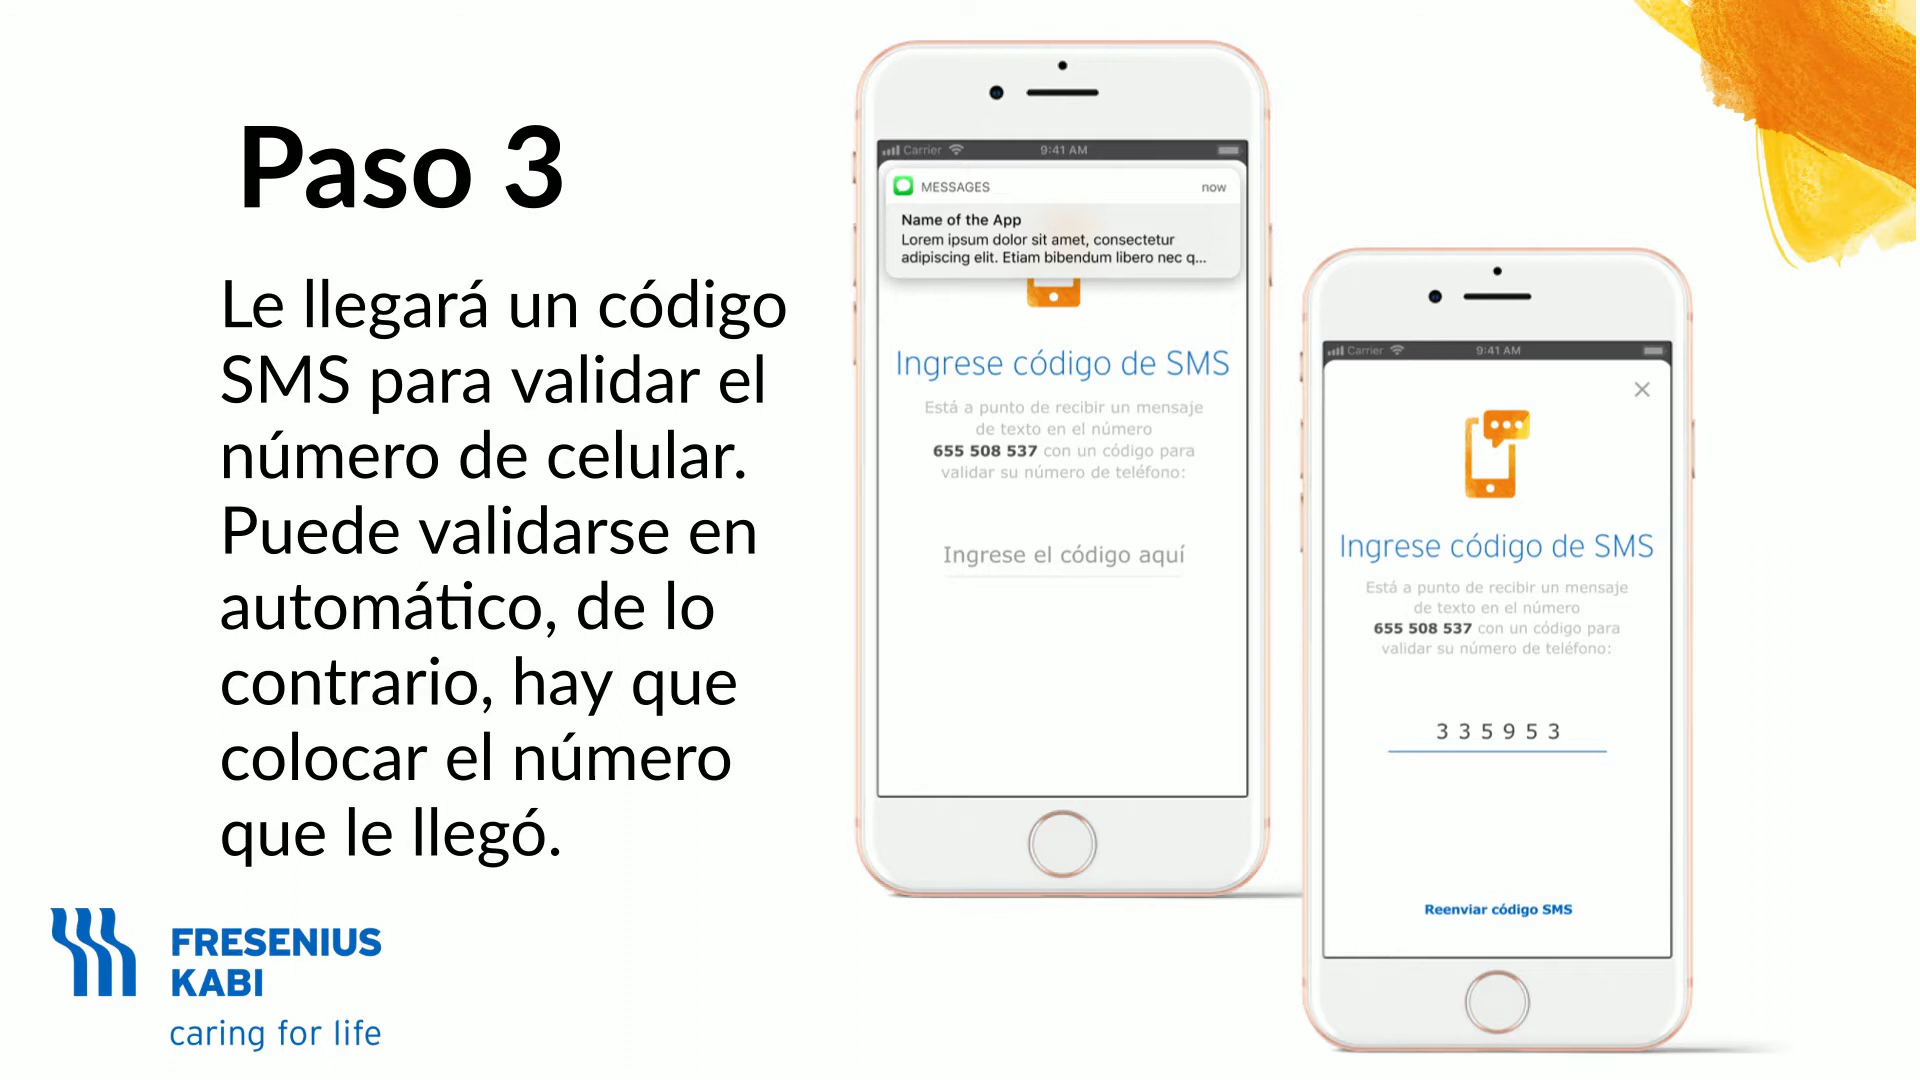 Paso 3
Le llegará un código
SMS para validar el
número de celular.
Puede validarse en
automático, de lo
contrario, hay que
colocar el número
que le llegó.
FRESENIUS
KABI
caring for life
Carrier 9:41 AM
MESSAGES now
Name of the App
Lorem ipsum dolor sit amet, consectetur
adipiscing elit. Etiam bibendum libero nec q...
Ingrese código de SMS
Está a punto de recibir un mensaje
de texto en el número
655 508 537 con un código para
validar su número de teléfono:
Ingrese el código aquí
Carrier 9:41 AM
Ingrese código de SMS
Está a punto de recibir un mensaje
de texto en el número
655 508 537 con un código para
validar su número de teléfono:
3 3 5 9 5 3
Reenviar código SMS